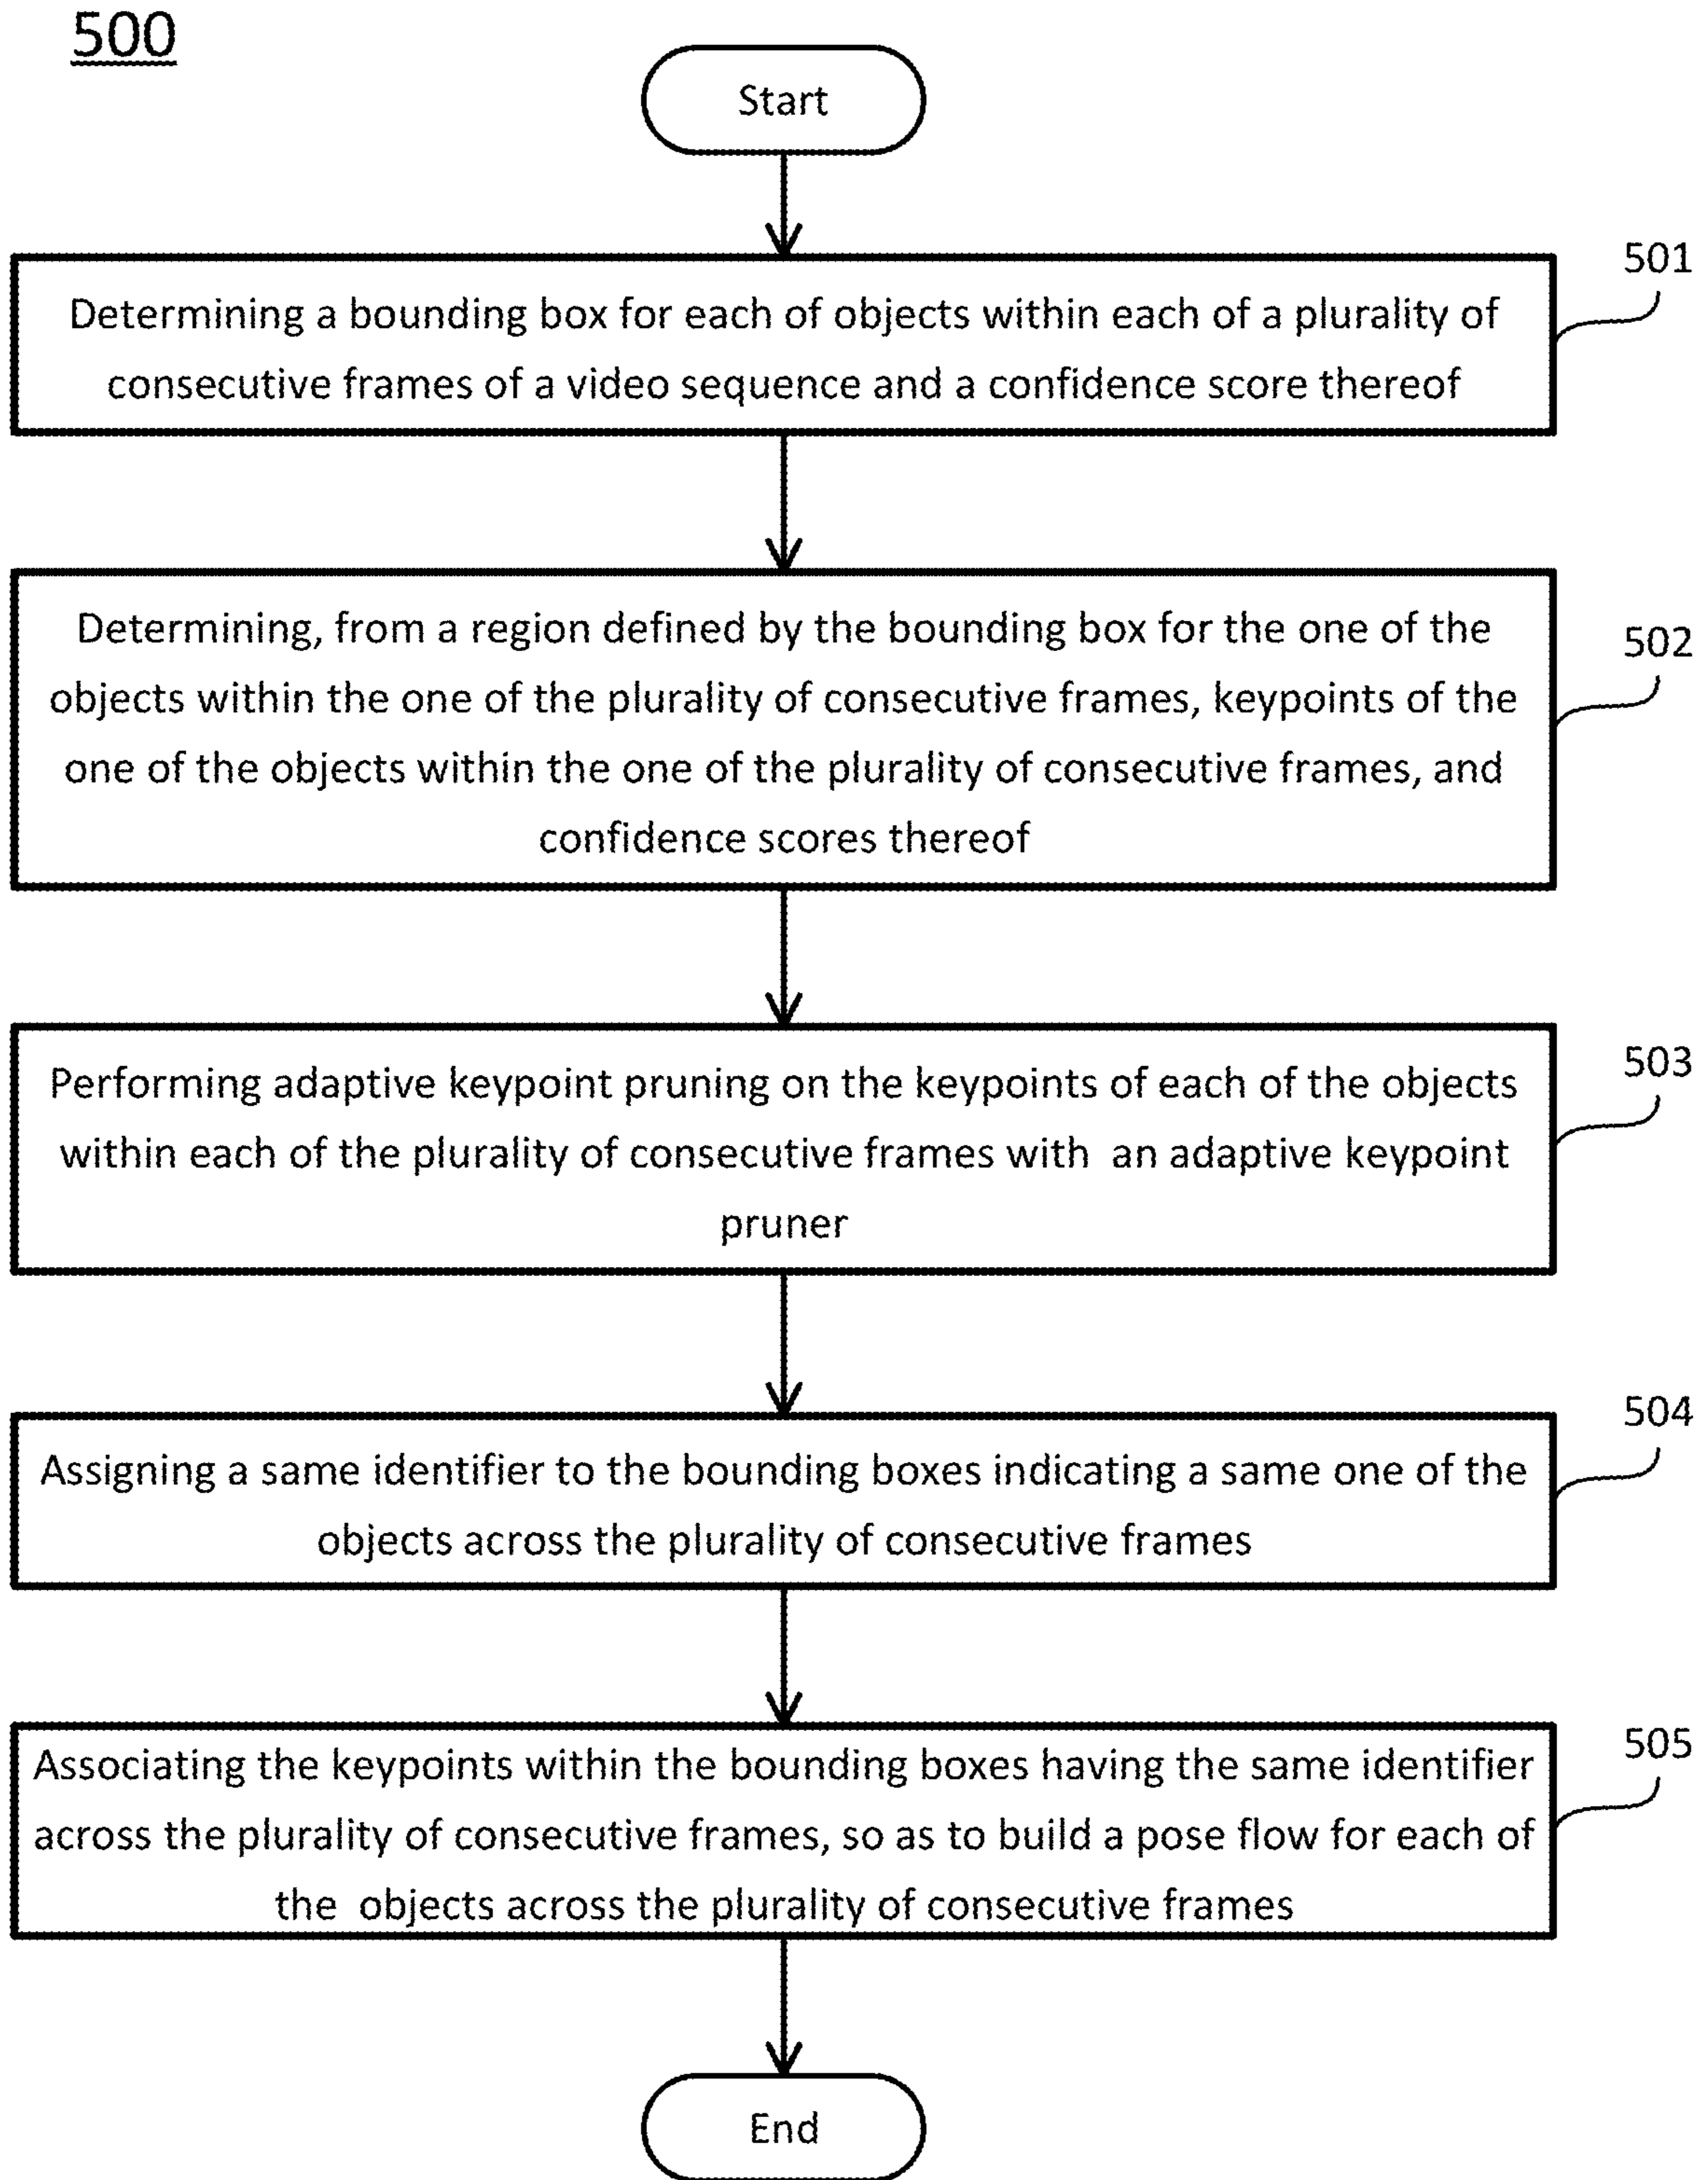 500
Start
501
Determining a bounding box for each of objects within each of a plurality of
consecutive frames of a video sequence and a confidence score thereof
502
Determining, from a region defined by the bounding box for the one of the
objects within the one of the plurality of consecutive frames, keypoints of the
one of the objects within the one of the plurality of consecutive frames, and
confidence scores thereof
503
Performing adaptive keypoint pruning on the keypoints of each of the objects
within each of the plurality of consecutive frames with an adaptive keypoint
pruner
504
Assigning a same identifier to the bounding boxes indicating a same one of the
objects across the plurality of consecutive frames
505
Associating the keypoints within the bounding boxes having the same identifier
across the plurality of consecutive frames, so as to build a pose flow for each of
the objects across the plurality of consecutive frames
End